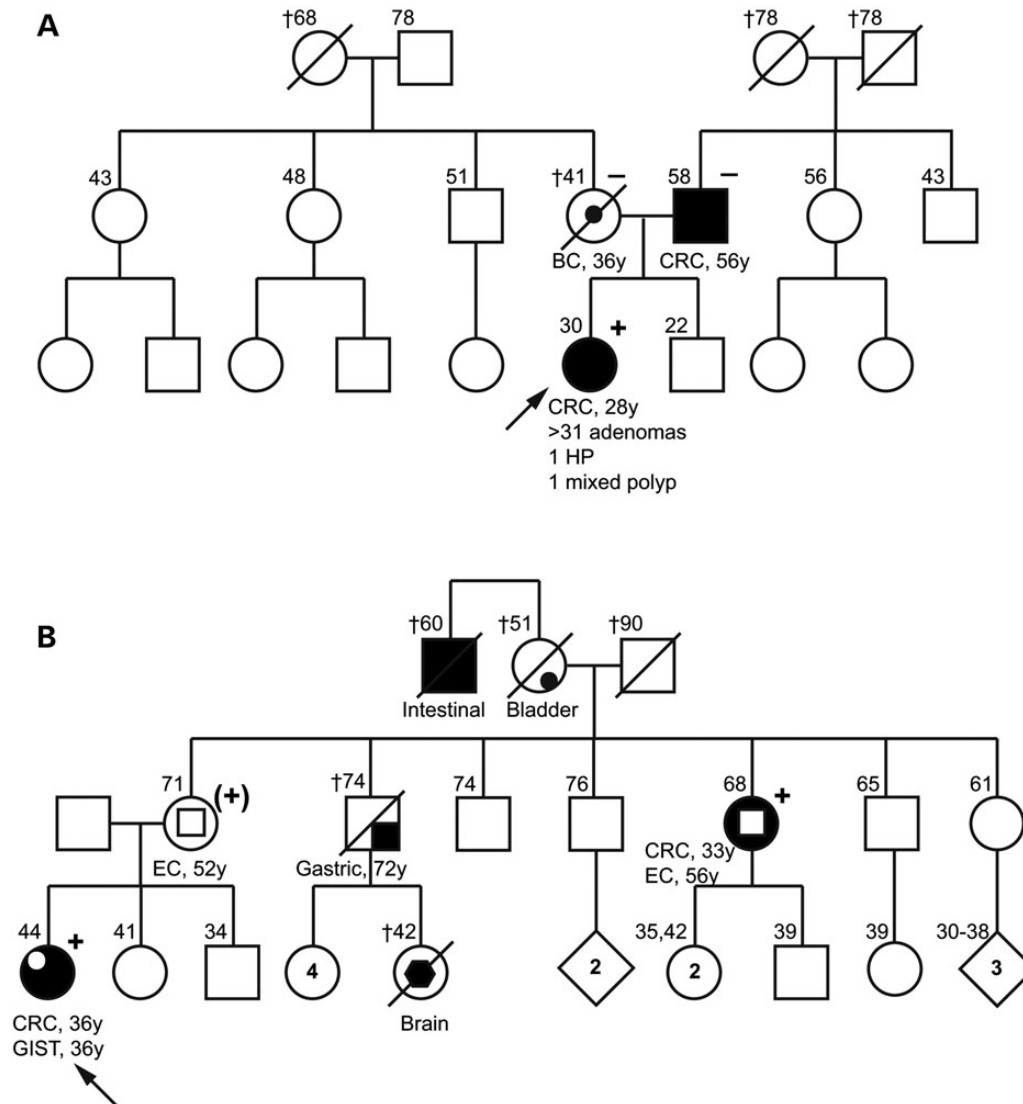 A
†68 78 †78 †78
43 48 51 †41 – 58 – 56 43
BC, 36y CRC, 56y
30 + 22
CRC, 28y
>31 adenomas
1 HP
1 mixed polyp
B
†60 †51 †90
Intestinal Bladder
71 (+) †74 74 76 68 + 65 61
EC, 52y Gastric, 72y CRC, 33y
EC, 56y
44 + 41 34 †42 35,42 39 39 30-38
4 2 2 3
CRC, 36y Brain
GIST, 36y